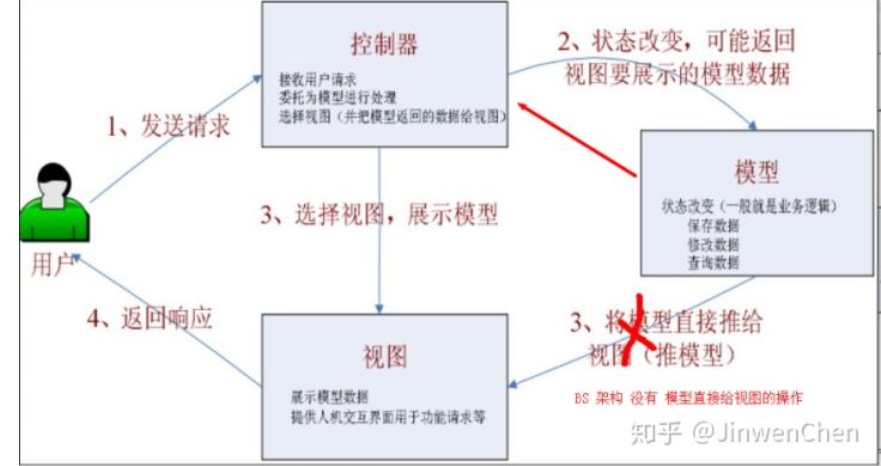 控制器
接收用户请求
委托为模型进行处理
选择视图（并把模型返回的数据给视图）
2、状态改变，可能返回
视图要展示的模型数据
1、发送请求
模型
状态改变（一般就是业务逻辑）
保存数据
修改数据
查询数据
3、选择视图，展示模型
用户
4、返回响应
3、将模型直接推给
视图（推模型）
视图
展示模型数据
提供人机交互界面用于功能请求等
BS 架构 没有 模型直接给视图的操作
知乎 @JinwenChen